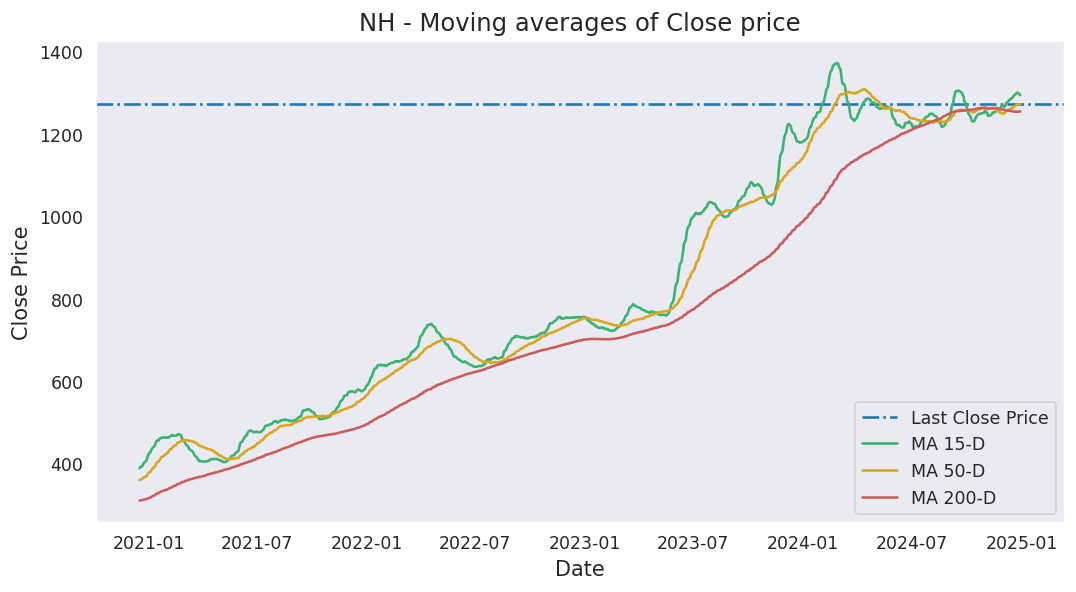 NH - Moving averages of Close price
Close Price
1400
1200
1000
800
600
400
Last Close Price
MA 15-D
MA 50-D
MA 200-D
2021-01 2021-07 2022-01 2022-07 2023-01 2023-07 2024-01 2024-07 2025-01
Date